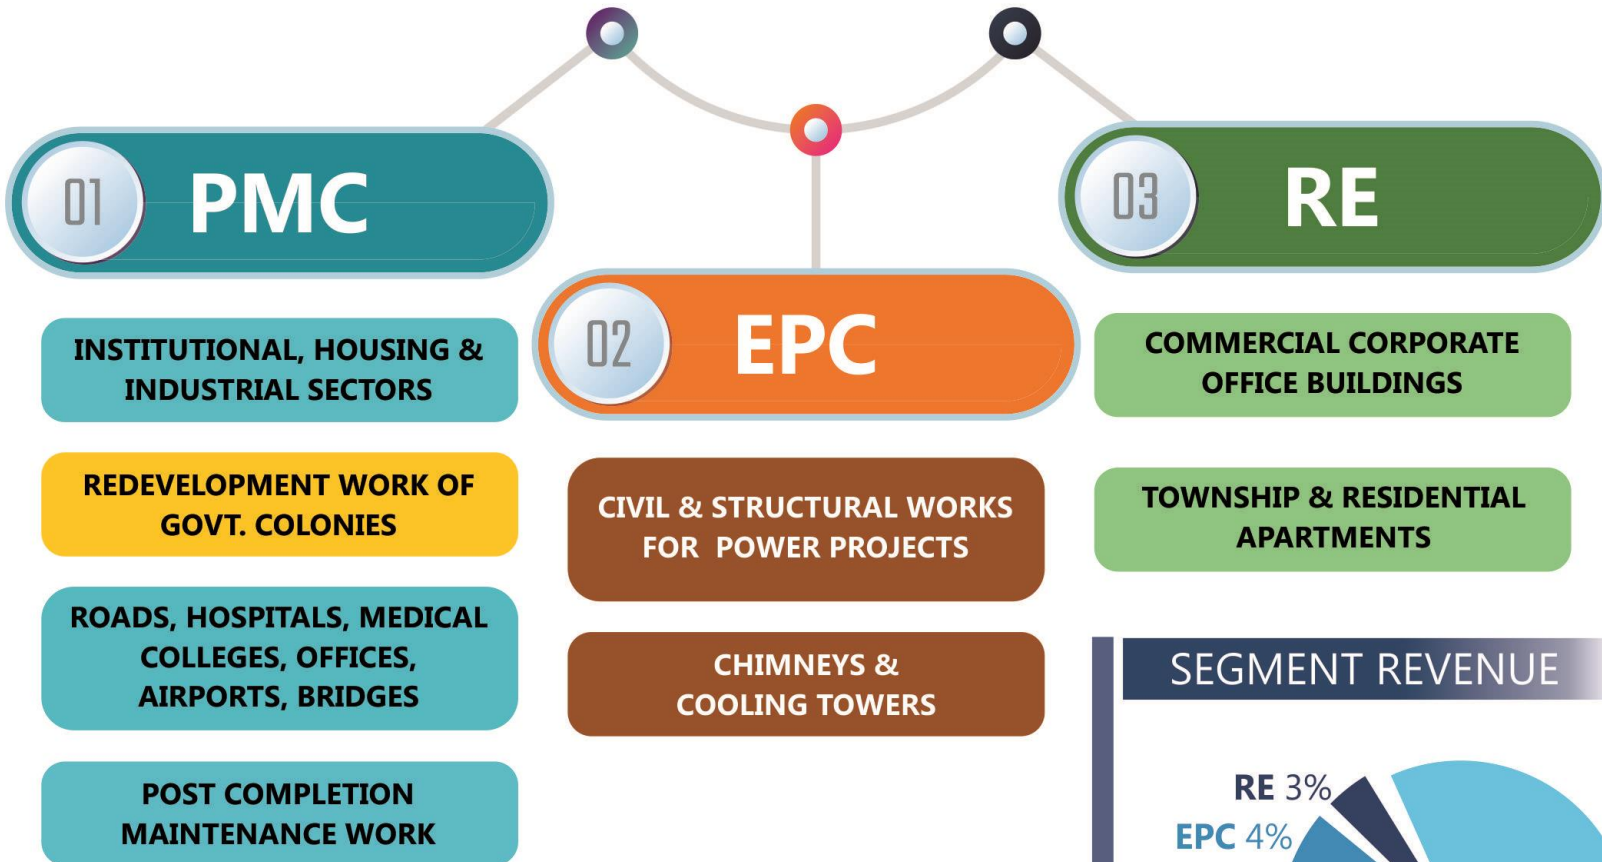 01 PMC
INSTITUTIONAL, HOUSING &
INDUSTRIAL SECTORS
REDEVELOPMENT WORK OF
GOVT. COLONIES
ROADS, HOSPITALS, MEDICAL
COLLEGES, OFFICES,
AIRPORTS, BRIDGES
POST COMPLETION
MAINTENANCE WORK
02 EPC
CIVIL & STRUCTURAL WORKS
FOR POWER PROJECTS
CHIMNEYS &
COOLING TOWERS
03 RE
COMMERCIAL CORPORATE
OFFICE BUILDINGS
TOWNSHIP & RESIDENTIAL
APARTMENTS
SEGMENT REVENUE
RE 3%
EPC 4%